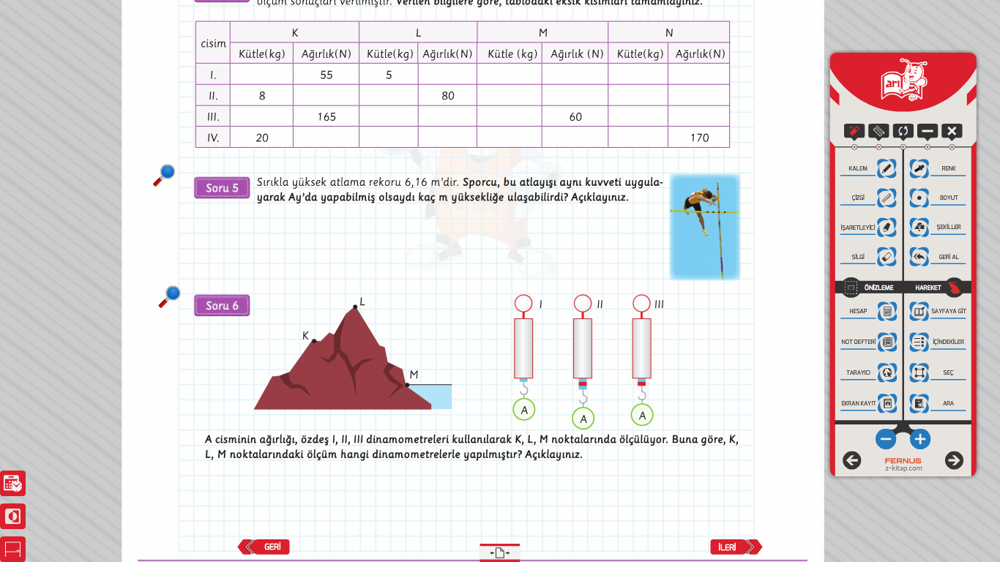 ölçüm sonuçları verilmiştir. Verilen bilgilere göre, tablodaki eksik kısımları tamamlayınız.
cisim K L M N
Kütle(kg) Ağırlık(N) Kütle(kg) Ağırlık(N) Kütle (kg) Ağırlık (N) Kütle(kg) Ağırlık(N)
I. 55 5
II. 8 80
III. 165 60
IV. 20 170
Soru 5
Sırıkla yüksek atlama rekoru 6,16 m'dir. Sporcu, bu atlayışı aynı kuvveti uygula-
yarak Ay'da yapabilmiş olsaydı kaç m yüksekliğe ulaşabilirdi? Açıklayınız.
Soru 6
L
K
M
I II III
A A A
A cisminin ağırlığı, özdeş I, II, III dinamometreleri kullanılarak K, L, M noktalarında ölçülüyor. Buna göre, K,
L, M noktalarındaki ölçüm hangi dinamometrelerle yapılmıştır? Açıklayınız.
GERİ
İLERİ
arı
KALEM RENK
ÇİZGİ BOYUT
İŞARETLEYİCİ ŞEKİLLER
SİLGİ GERİ AL
ÖNİZLEME HAREKET
HESAP SAYFAYA GİT
NOT DEFTERİ İÇİNDEKİLER
TARAYICI SEÇ
EKRAN KAYIT ARA
FERNUS
z-kitap.com